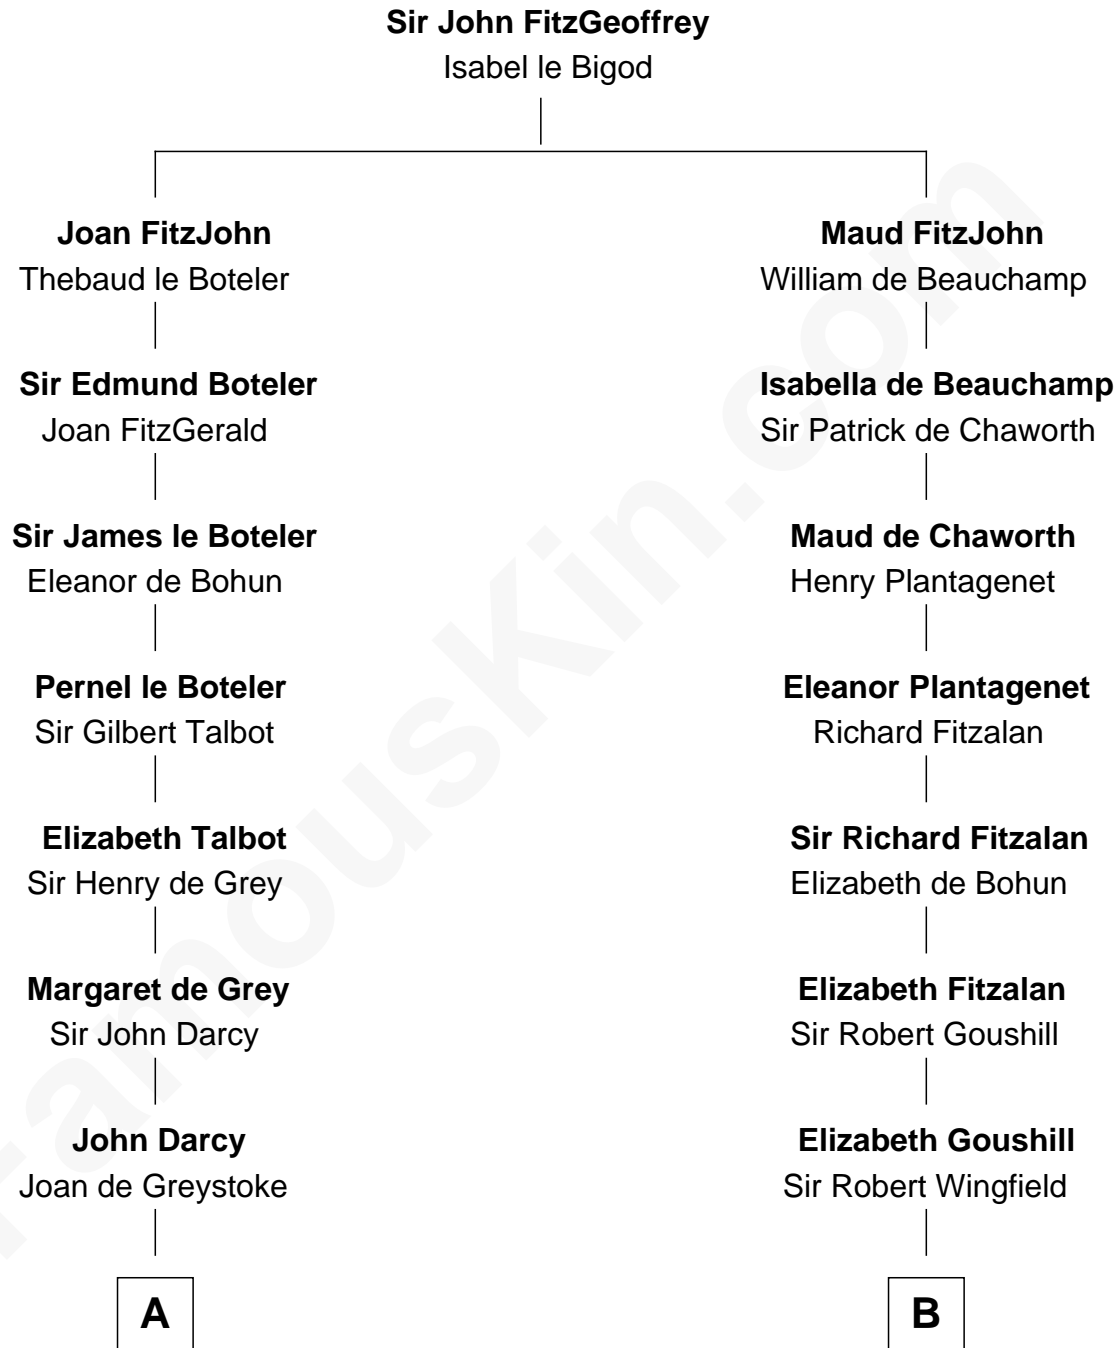 Sir John FitzGeoffrey
Isabel le Bigod
Joan FitzJohn
Thebaud le Boteler
Maud FitzJohn
William de Beauchamp
Sir Edmund Boteler
Joan FitzGerald
Isabella de Beauchamp
Sir Patrick de Chaworth
Sir James le Boteler
Eleanor de Bohun
Maud de Chaworth
Henry Plantagenet
Pernel le Boteler
Sir Gilbert Talbot
Eleanor Plantagenet
Richard Fitzalan
Elizabeth Talbot
Sir Henry de Grey
Sir Richard Fitzalan
Elizabeth de Bohun
Margaret de Grey
Sir John Darcy
Elizabeth Fitzalan
Sir Robert Goushill
John Darcy
Joan de Greystoke
Elizabeth Goushill
Sir Robert Wingfield
A
B
FamousKin.com